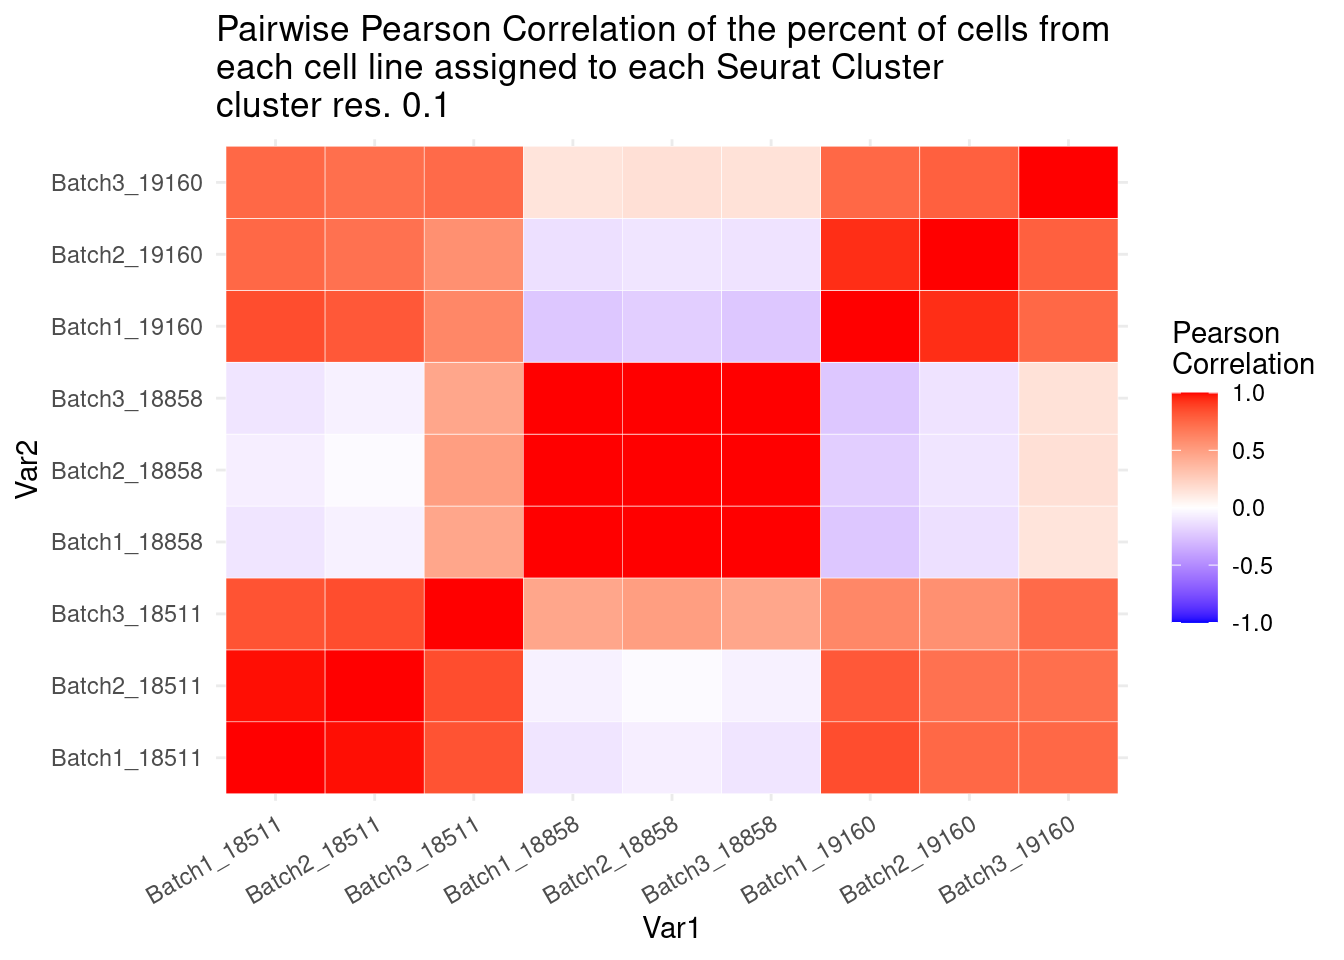 Pairwise Pearson Correlation of the percent of cells from
each cell line assigned to each Seurat Cluster
cluster res. 0.1
Batch3_19160
Batch2_19160
Batch1_19160
Batch3_18858
Batch2_18858
Batch1_18858
Batch3_18511
Batch2_18511
Batch1_18511
Var2
Batch1_18511
Batch2_18511
Batch3_18511
Batch1_18858
Batch2_18858
Batch3_18858
Batch1_19160
Batch2_19160
Batch3_19160
Var1
Pearson
Correlation
1.0
0.5
0.0
-0.5
-1.0